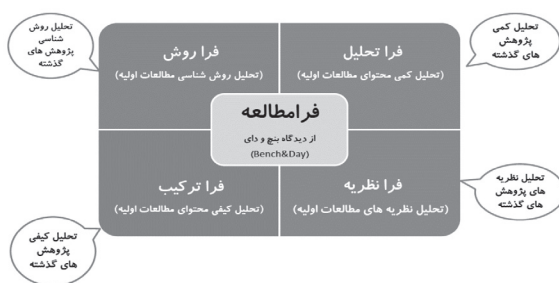 تحلیل کمی
پژوهش
های گذشته
فرا تحلیل
(تحلیل کمی محتوای مطالعات اولیه)
فرا روش
(تحلیل روش شناسی مطالعات اولیه)
تحلیل روش
شناسی
پژوهش های
گذشته
فرامطالعه
از دیدگاه بنچ و دای
(Bench&Day)
فرا نظریه
(تحلیل نظریه های مطالعات اولیه)
تحلیل نظریه
های پژوهش
های گذشته
فرا ترکیب
(تحلیل کیفی محتوای مطالعات اولیه)
تحلیل کیفی
پژوهش
های گذشته